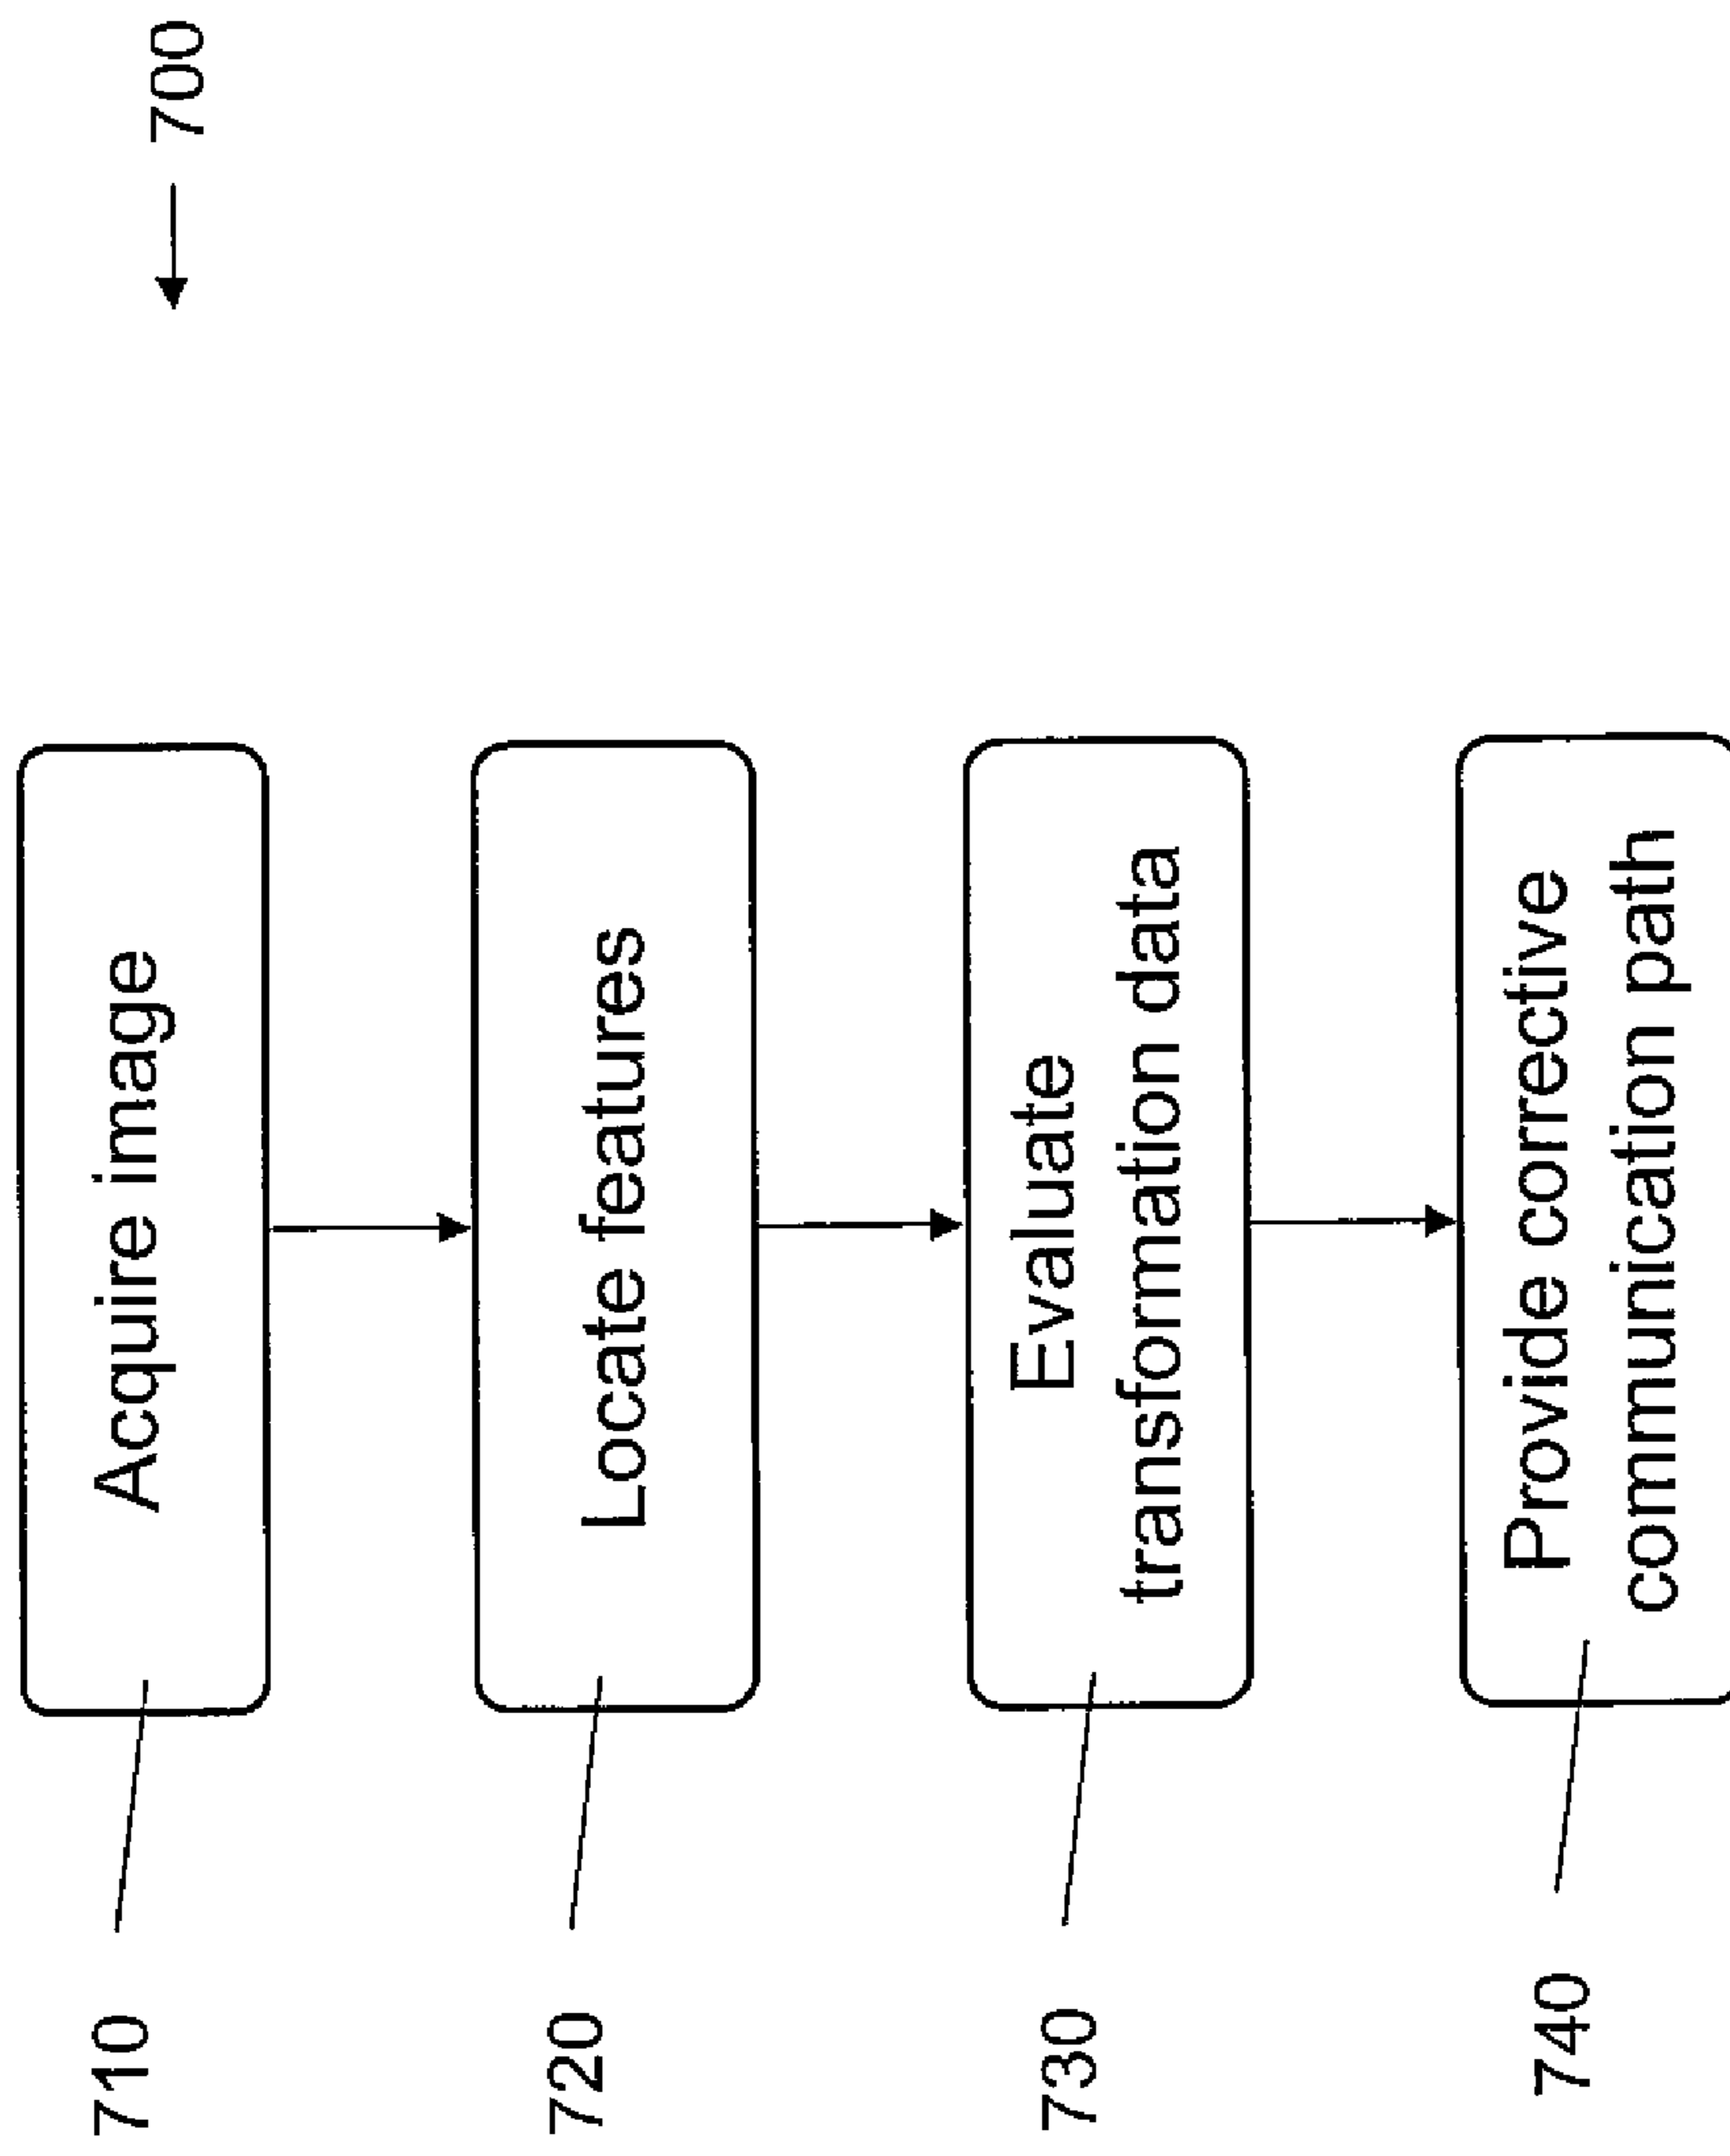 700
710
Acquire image
720
Locate features
730
Evaluate
transformation data
740
Provide corrective
communication path